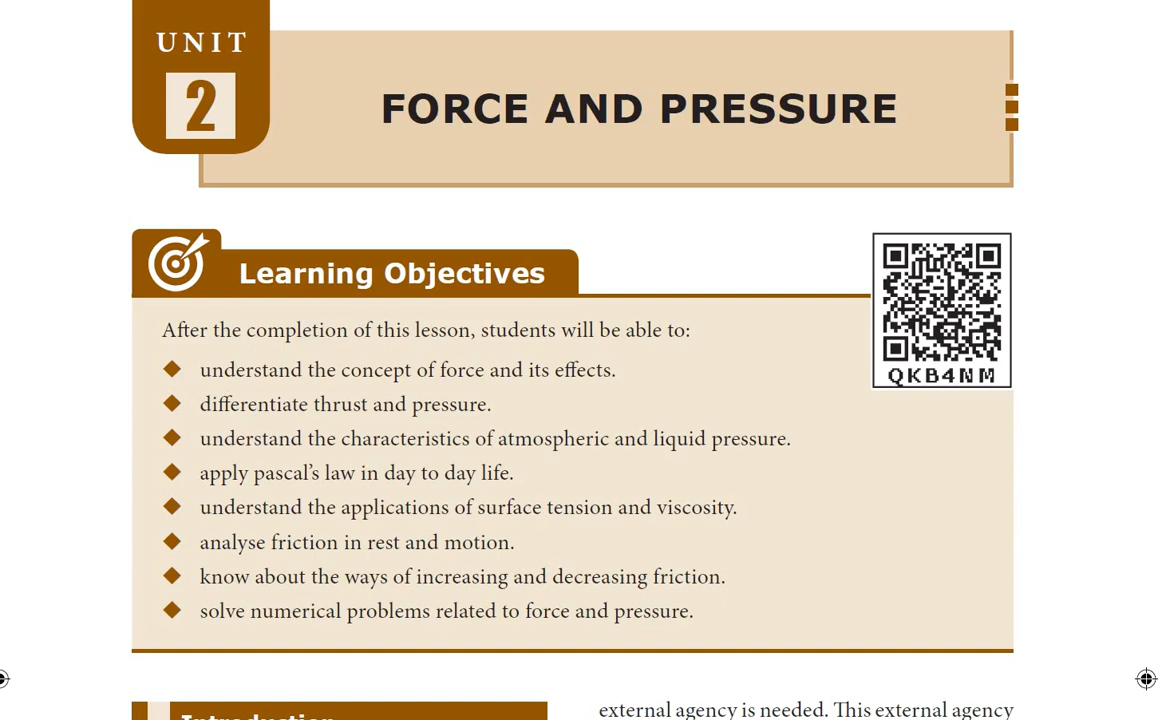 UNIT
2
FORCE AND PRESSURE
Learning Objectives
QKB4NM
After the completion of this lesson, students will be able to:
◆ understand the concept of force and its effects.
◆ differentiate thrust and pressure.
◆ understand the characteristics of atmospheric and liquid pressure.
◆ apply pascal's law in day to day life.
◆ understand the applications of surface tension and viscosity.
◆ analyse friction in rest and motion.
◆ know about the ways of increasing and decreasing friction.
◆ solve numerical problems related to force and pressure.
Introduction
external agency is needed. This external agency